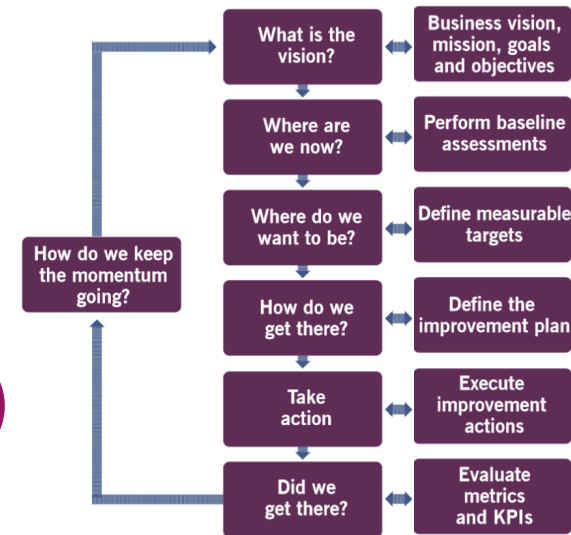 What is the
vision?
Business vision,
mission, goals
and objectives
Where are
we now?
Perform baseline
assessments
Where do we
want to be?
Define measurable
targets
How do we keep
the momentum
going?
How do we
get there?
Define the
improvement plan
Take
action
Execute
improvement
actions
Did we
get there?
Evaluate
metrics
and KPIs